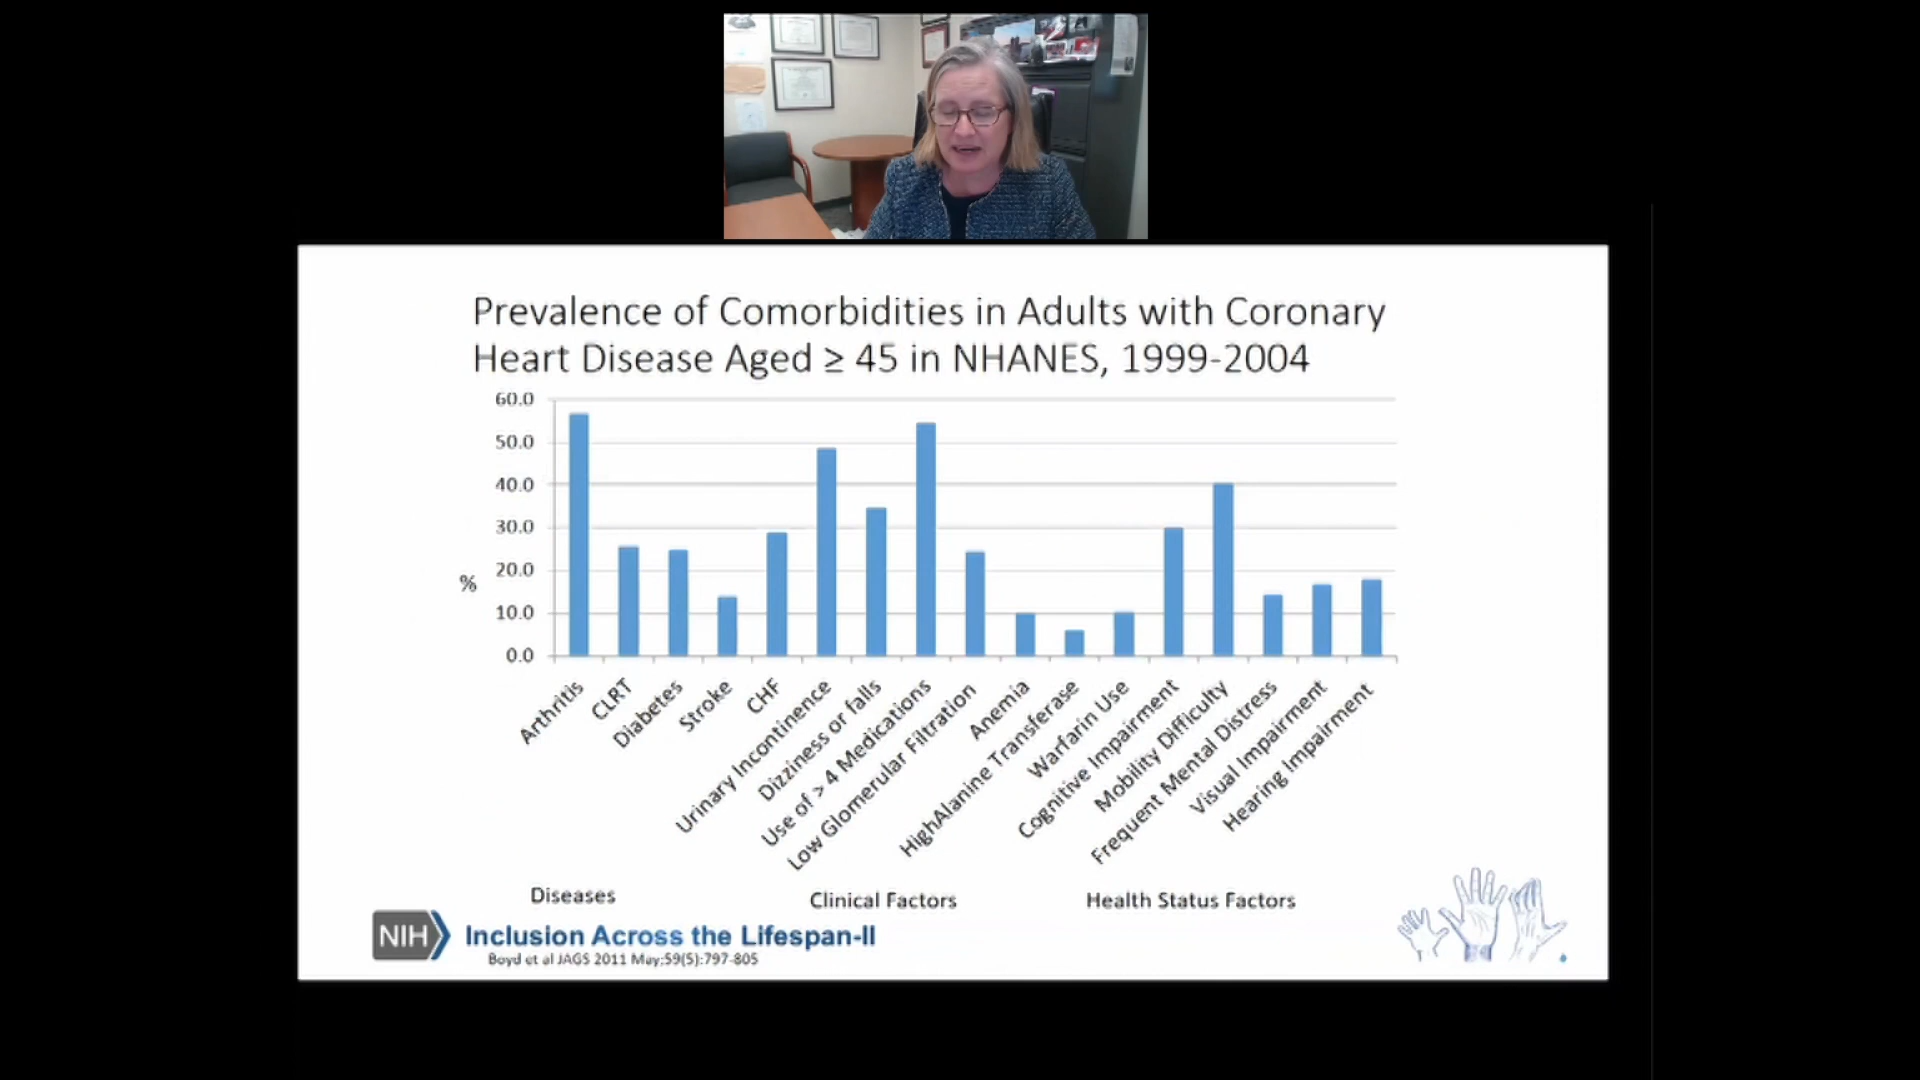 Prevalence of Comorbidities in Adults with Coronary
Heart Disease Aged ≥ 45 in NHANES, 1999-2004
60.0
50.0
40.0
30.0
20.0
10.0
0.0
%
Arthritis
CLRT
Diabetes
Stroke
CHF
Urinary Incontinence
Dizziness or falls
Use of > 4 Medications
Low Glomerular Filtration
Anemia
HighAlanine Transferase
Warfarin Use
Cognitive Impairment
Mobility Difficulty
Frequent Mental Distress
Visual Impairment
Hearing Impairment
Diseases
Clinical Factors
Health Status Factors
NIH
Inclusion Across the Lifespan-II
Boyd et al JAGS 2011 May;59(5):797-805